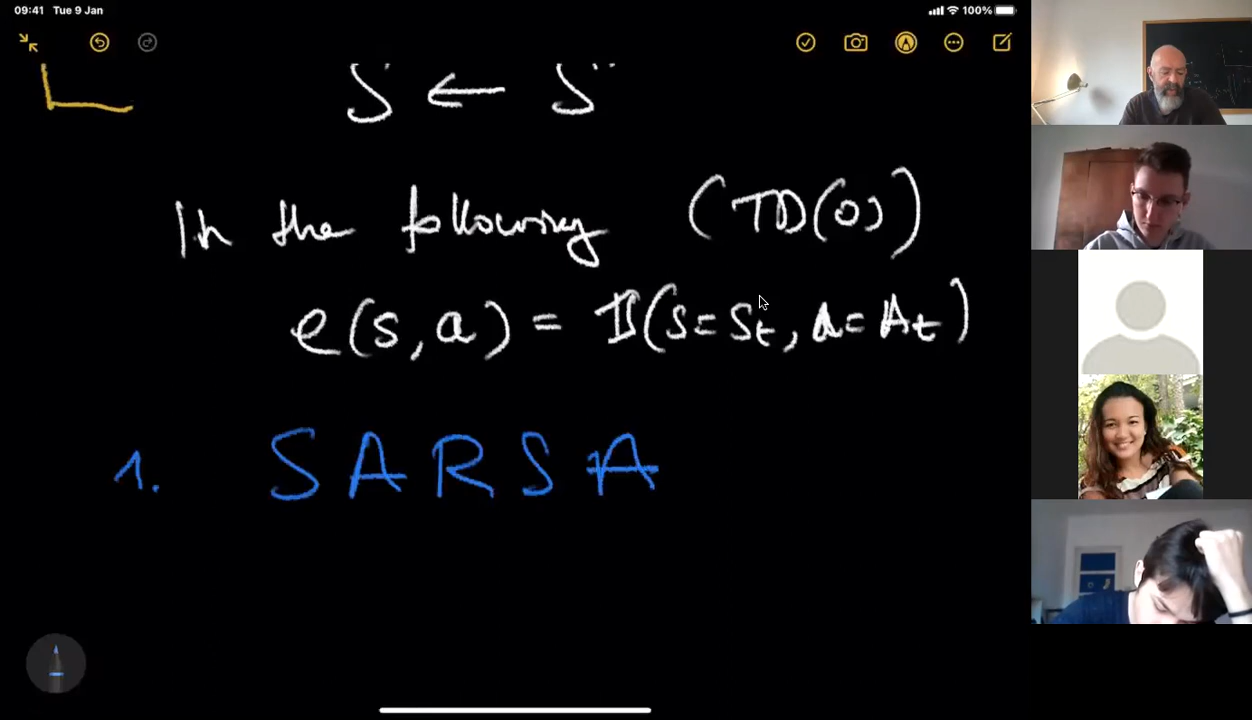 09:41 Tue 9 Jan 100%
S ← S'
In the following (TD(0))
e(s, a) = 𝟙(s = St, a = At)
1. SARSA